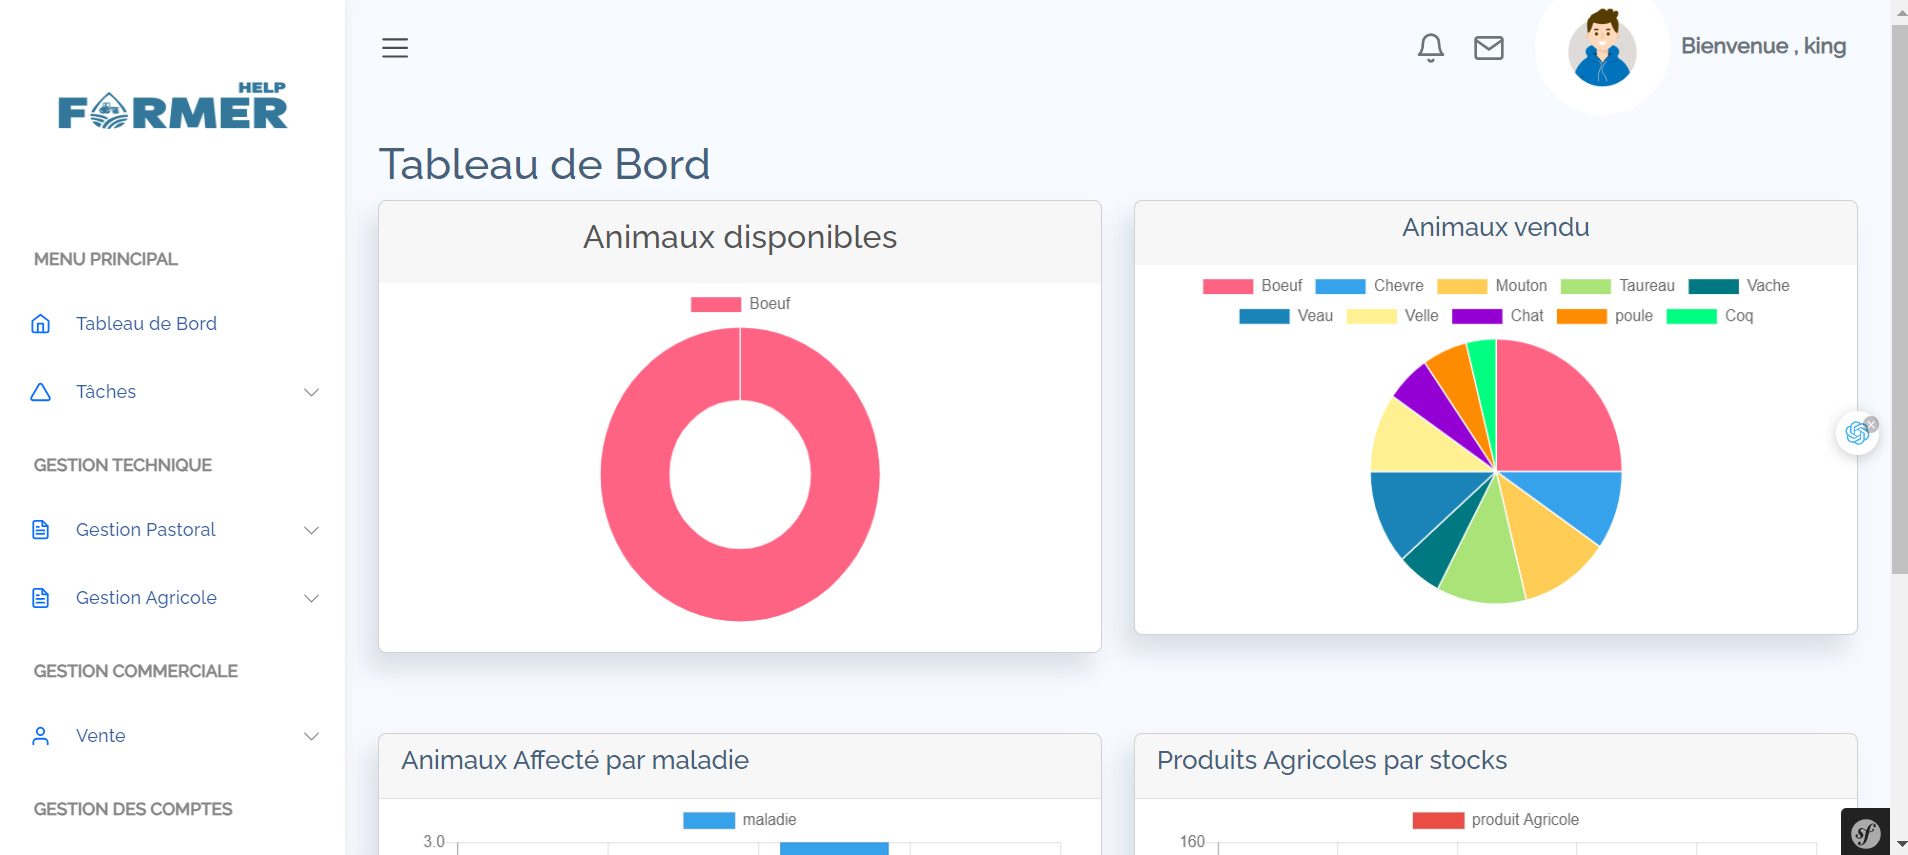 HELP
FARMER
MENU PRINCIPAL
Tableau de Bord
Tâches
GESTION TECHNIQUE
Gestion Pastoral
Gestion Agricole
GESTION COMMERCIALE
Vente
GESTION DES COMPTES
Bienvenue , king
Tableau de Bord
Animaux disponibles
Boeuf
Animaux vendu
Boeuf Chevre Mouton Taureau Vache
Veau Velle Chat poule Coq
Animaux Affecté par maladie
maladie
3.0
Produits Agricoles par stocks
produit Agricole
160
sf